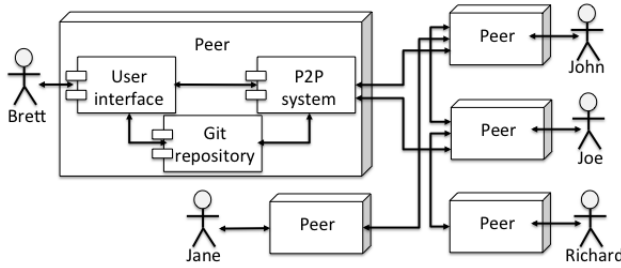 Peer
User
interface
P2P
system
Git
repository
Brett
Peer
John
Peer
Joe
Peer
Jane
Peer
Richard